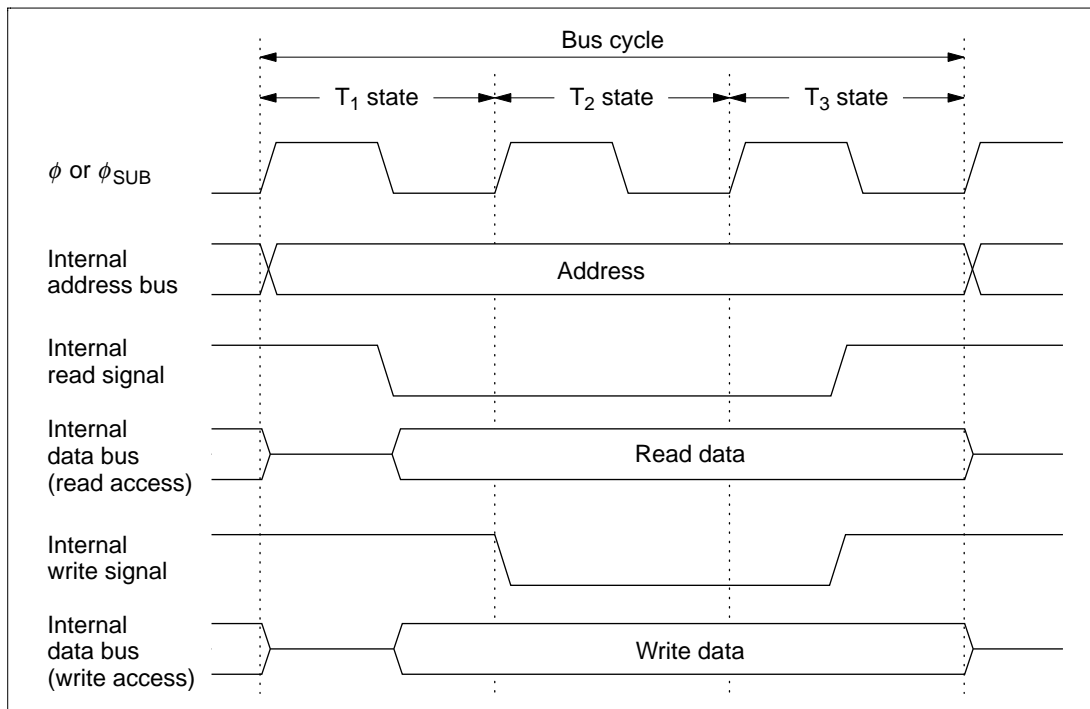 Bus cycle
T₁ state
T₂ state
T₃ state
ϕ or ϕSUB
Internal
address bus
Address
Internal
read signal
Internal
data bus
(read access)
Read data
Internal
write signal
Internal
data bus
(write access)
Write data